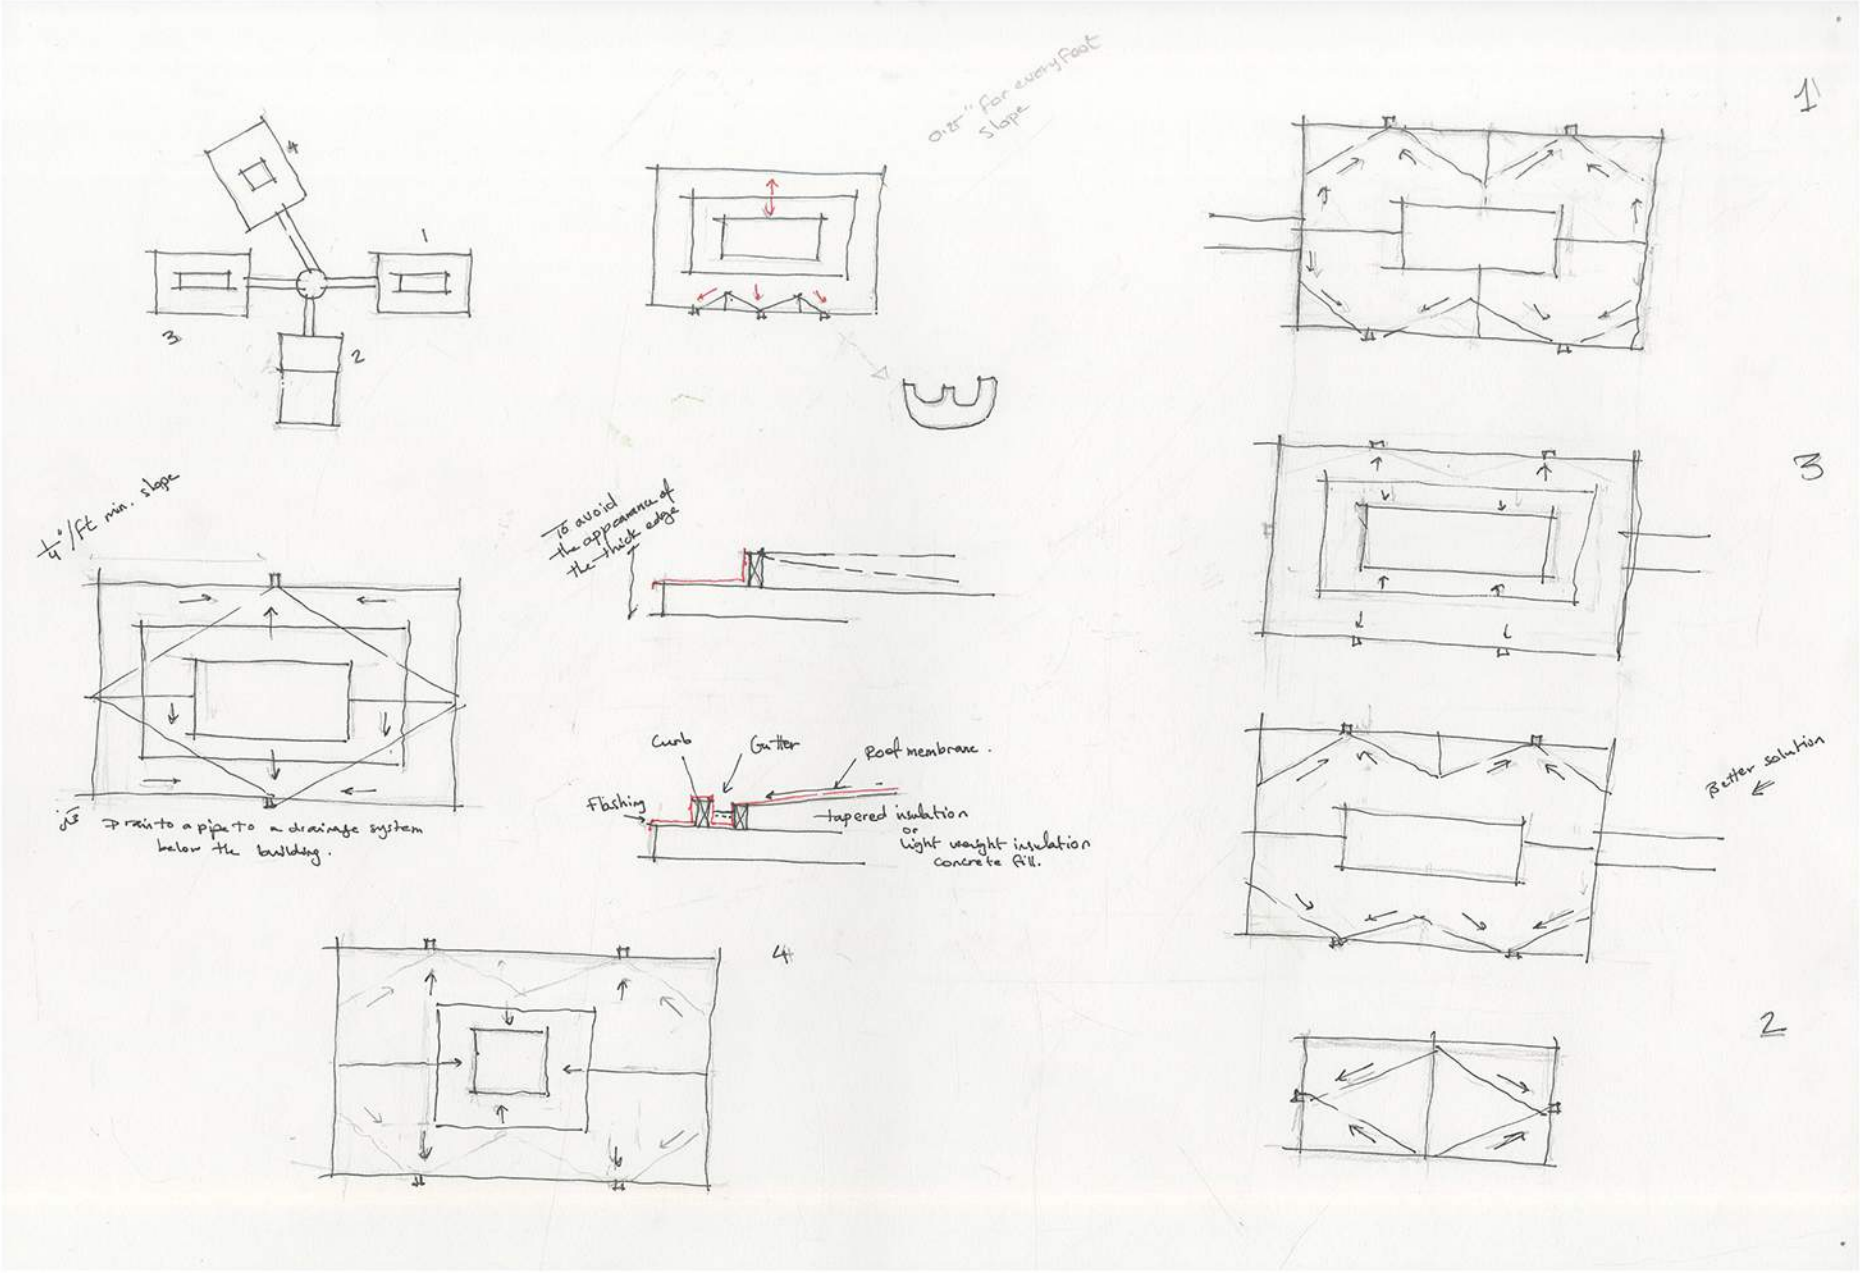 1
0.25" for every foot
slope
4
1
3
2
1/4"/ft min. slope
To avoid
the appearance of
the thick edge
3
Curb
Gutter
Roof membrane.
Flashing
tapered insulation
or
light weight insulation
concrete fill.
Better solution
Drain to a pipe to a drainage system
below the building.
4
2